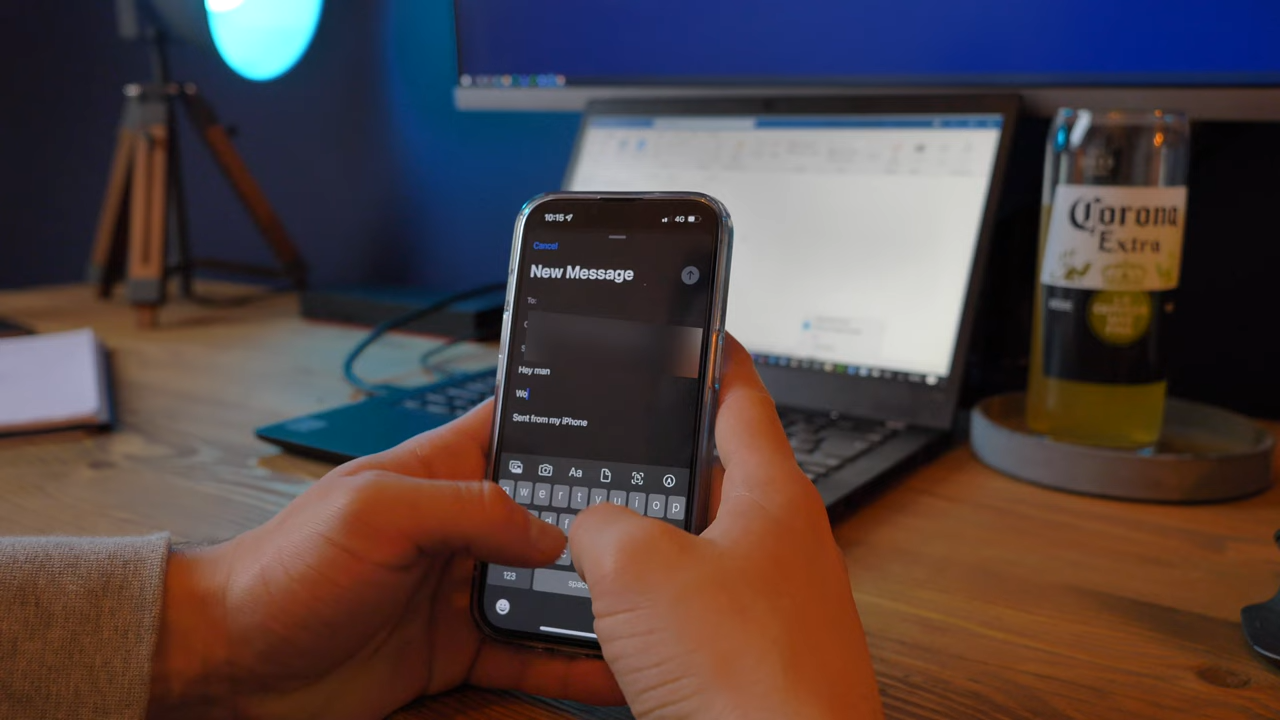 10:15
4G
Cancel
New Message
To:
Hey man
Wo
Sent from my iPhone
Aa
w e r t y u i o p
d f
123
space
Corona
Extra